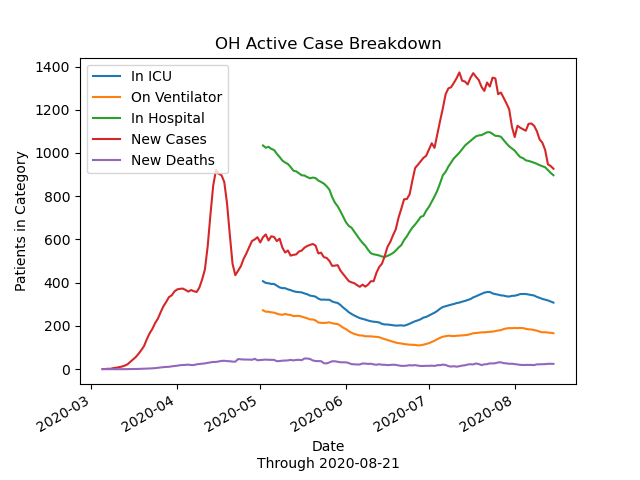 OH Active Case Breakdown
In ICU
On Ventilator
In Hospital
New Cases
New Deaths
Patients in Category
1400
1200
1000
800
600
400
200
0
2020-03
2020-04
2020-05
2020-06
2020-07
2020-08
Date
Through 2020-08-21